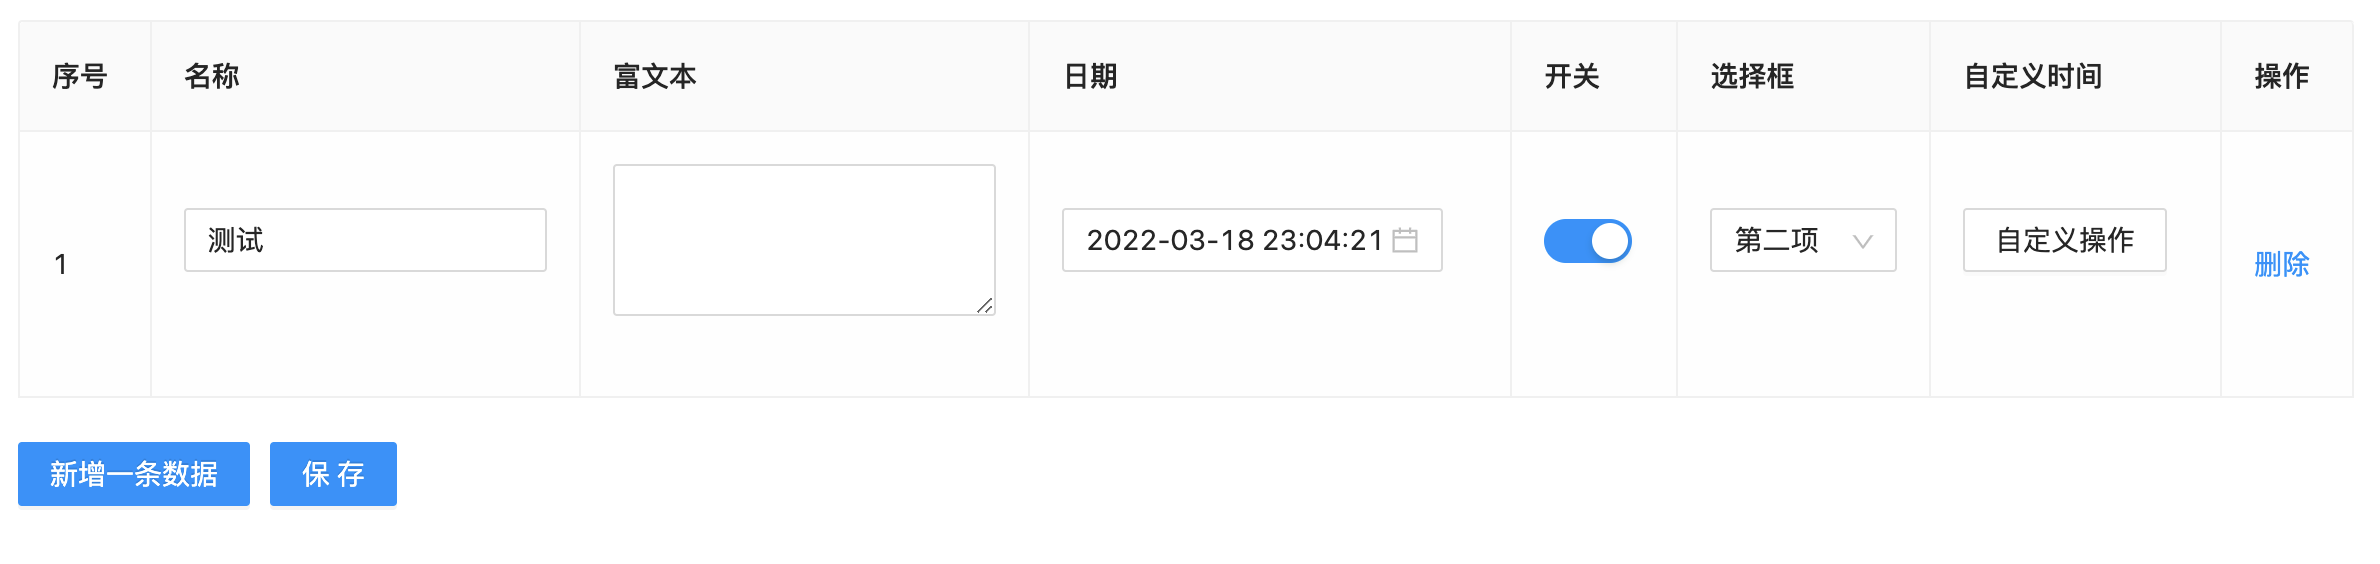 序号 名称 富文本 日期 开关 选择框 自定义时间 操作
1 测试 2022-03-18 23:04:21 第二项 自定义操作 删除
新增一条数据 保 存